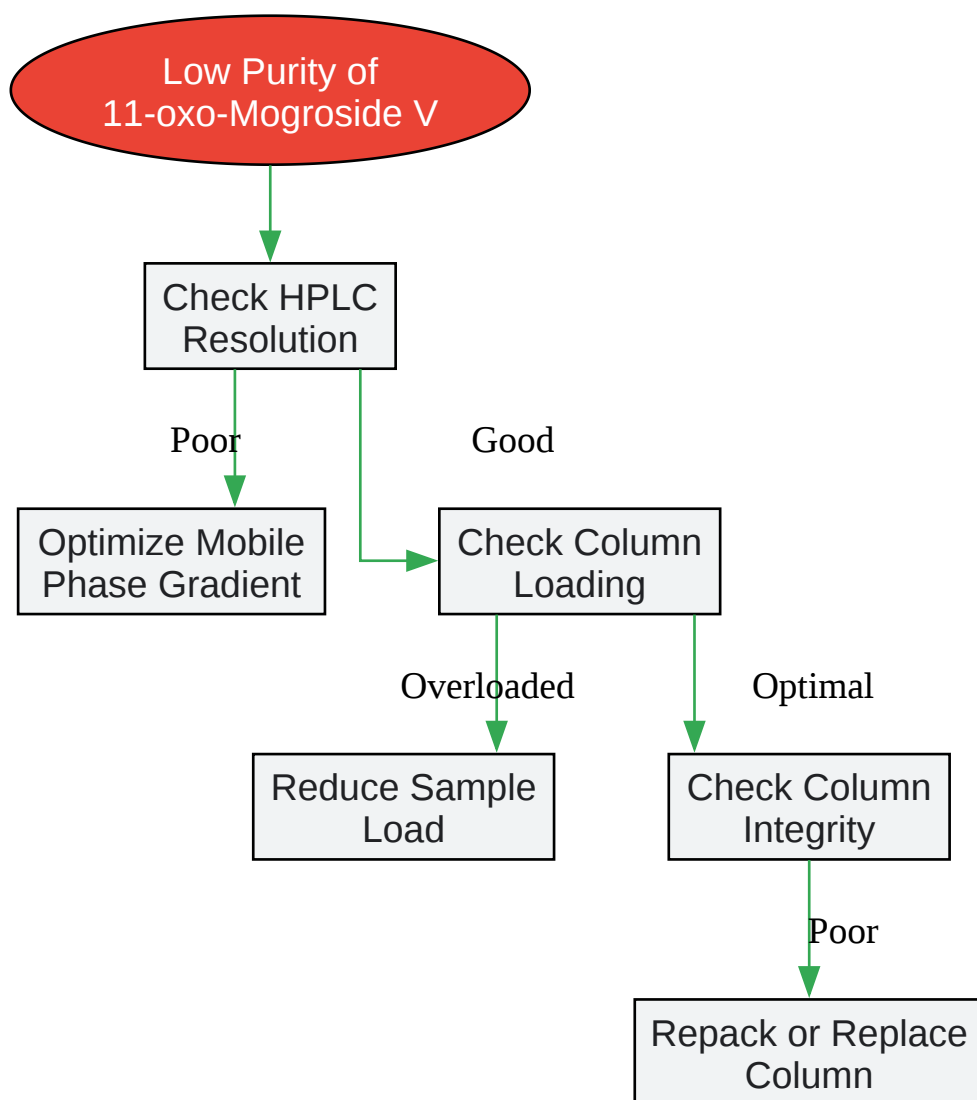 Low Purity of
11-oxo-Mogroside V
Check HPLC
Resolution
Poor
Good
Optimize Mobile
Phase Gradient
Check Column
Loading
Overloaded
Optimal
Reduce Sample
Load
Check Column
Integrity
Poor
Repack or Replace
Column